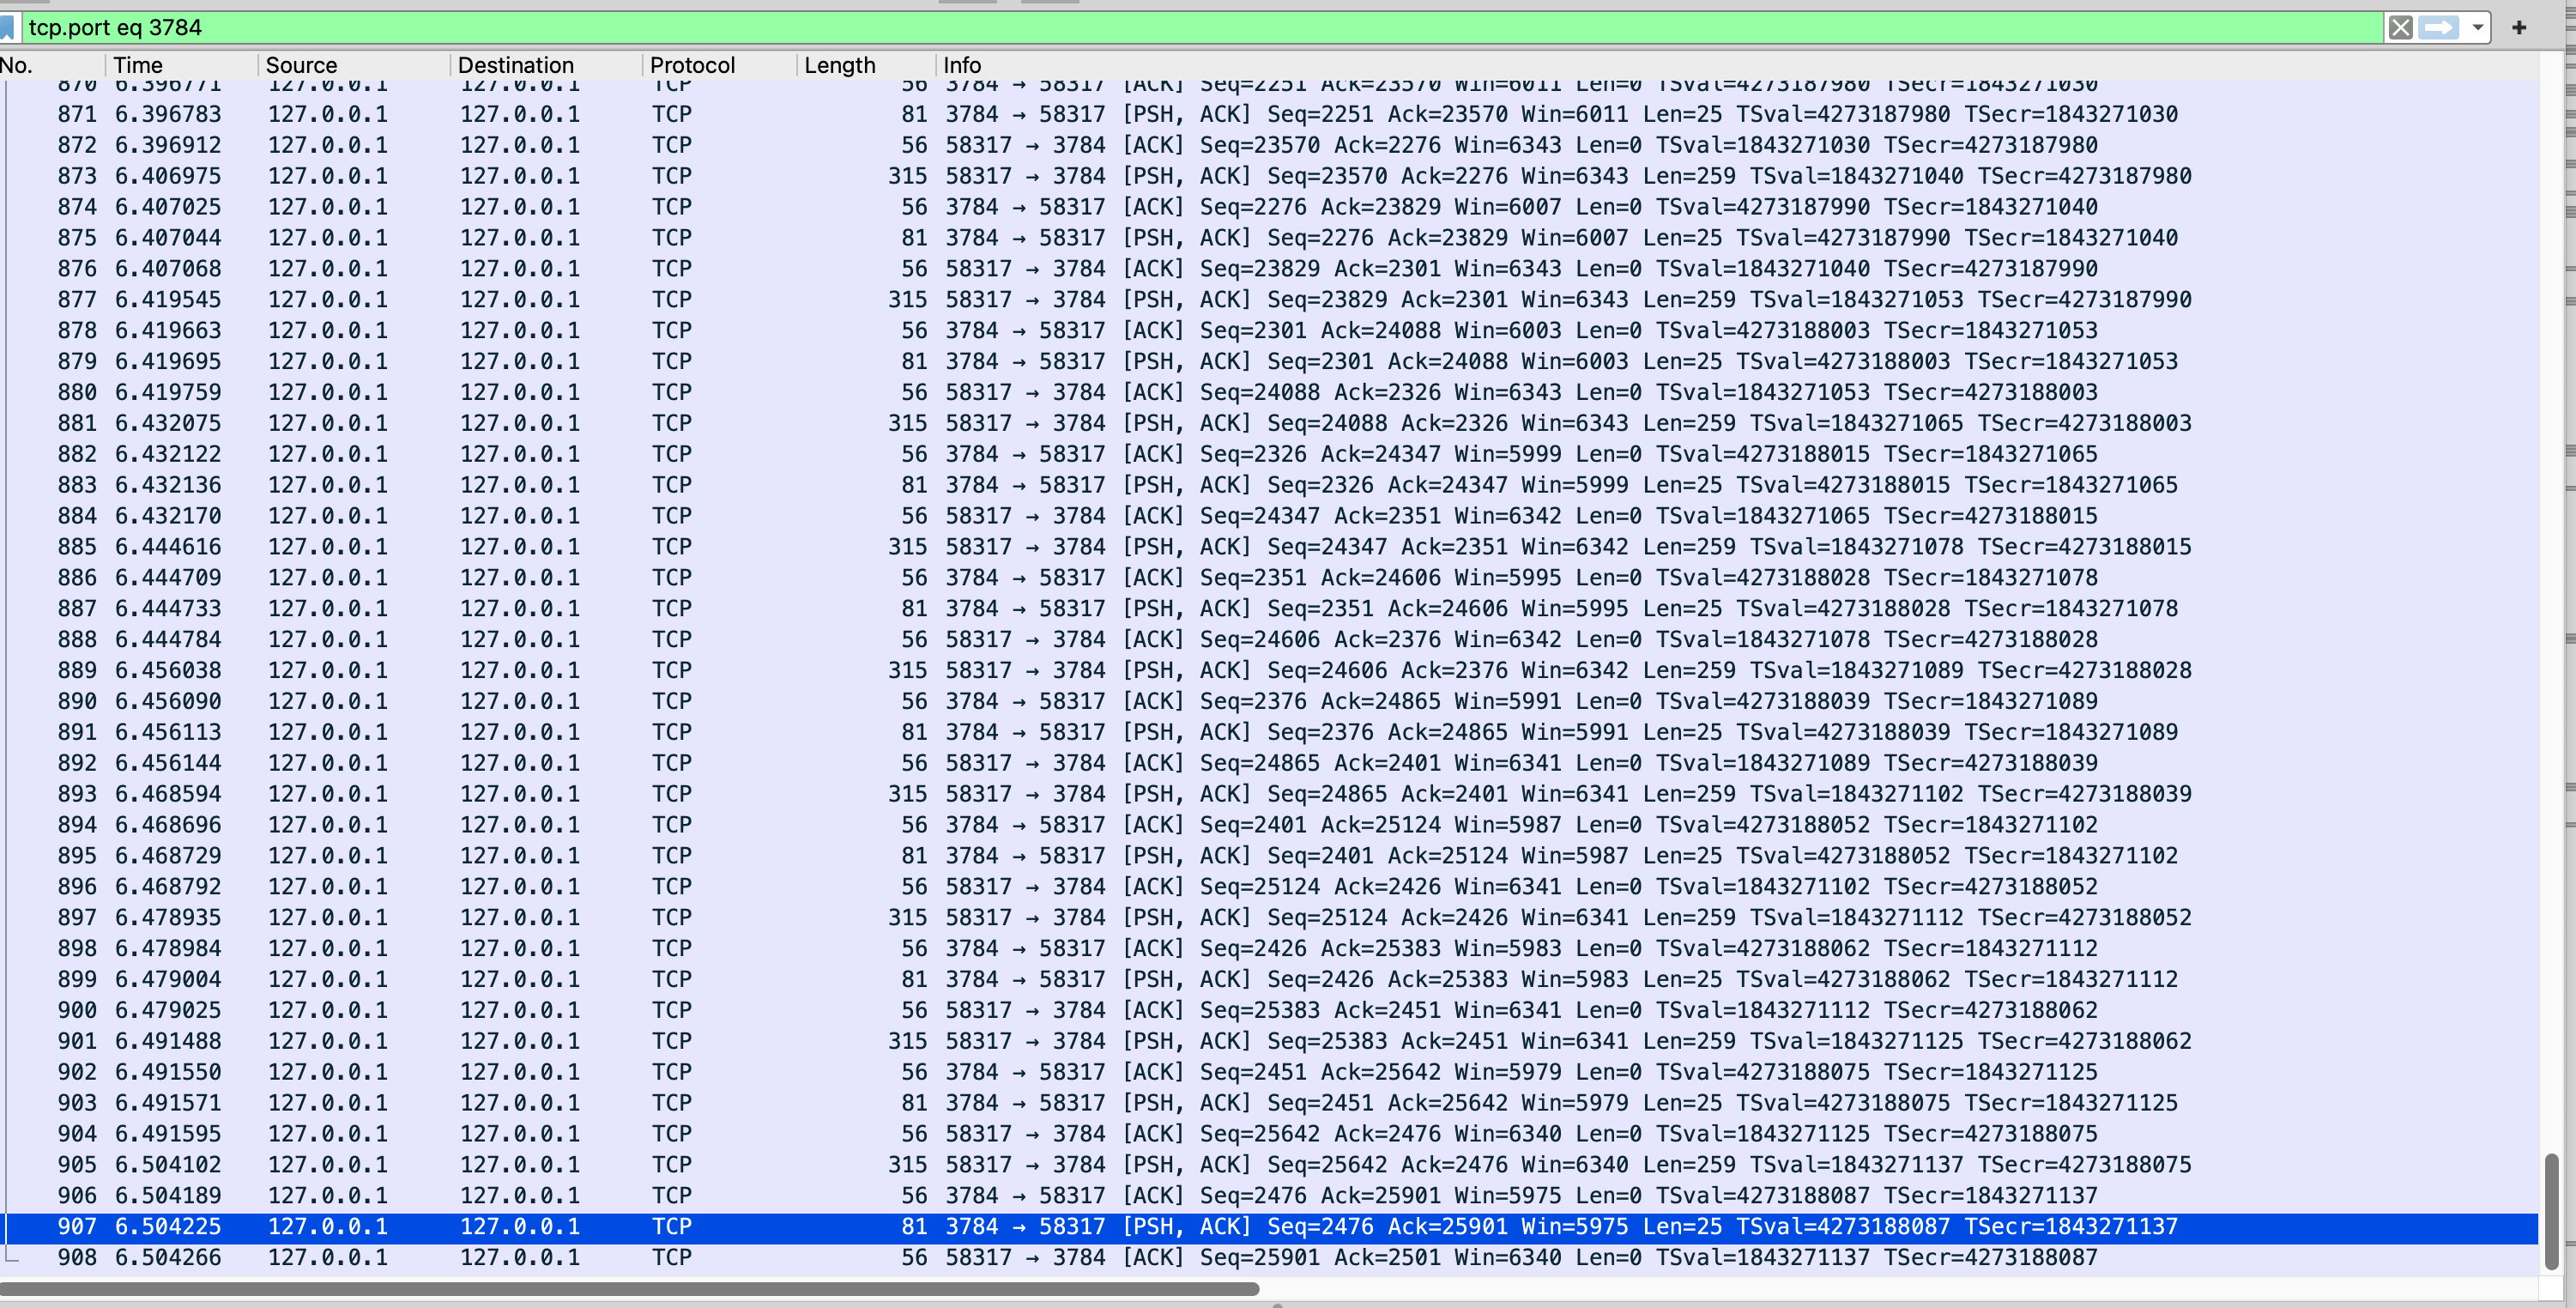 tcp.port eq 3784
No. Time Source Destination Protocol Length Info
870 6.396771 127.0.0.1 127.0.0.1 TCP 56 3784 → 58317 [ACK] Seq=2251 Ack=23570 Win=6011 Len=0 TSval=4273187980 TSecr=1843271030
871 6.396783 127.0.0.1 127.0.0.1 TCP 81 3784 → 58317 [PSH, ACK] Seq=2251 Ack=23570 Win=6011 Len=25 TSval=4273187980 TSecr=1843271030
872 6.396912 127.0.0.1 127.0.0.1 TCP 56 58317 → 3784 [ACK] Seq=23570 Ack=2276 Win=6343 Len=0 TSval=1843271030 TSecr=4273187980
873 6.406975 127.0.0.1 127.0.0.1 TCP 315 58317 → 3784 [PSH, ACK] Seq=23570 Ack=2276 Win=6343 Len=259 TSval=1843271040 TSecr=4273187980
874 6.407025 127.0.0.1 127.0.0.1 TCP 56 3784 → 58317 [ACK] Seq=2276 Ack=23829 Win=6007 Len=0 TSval=4273187990 TSecr=1843271040
875 6.407044 127.0.0.1 127.0.0.1 TCP 81 3784 → 58317 [PSH, ACK] Seq=2276 Ack=23829 Win=6007 Len=25 TSval=4273187990 TSecr=1843271040
876 6.407068 127.0.0.1 127.0.0.1 TCP 56 58317 → 3784 [ACK] Seq=23829 Ack=2301 Win=6343 Len=0 TSval=1843271040 TSecr=4273187990
877 6.419545 127.0.0.1 127.0.0.1 TCP 315 58317 → 3784 [PSH, ACK] Seq=23829 Ack=2301 Win=6343 Len=259 TSval=1843271053 TSecr=4273187990
878 6.419663 127.0.0.1 127.0.0.1 TCP 56 3784 → 58317 [ACK] Seq=2301 Ack=24088 Win=6003 Len=0 TSval=4273188003 TSecr=1843271053
879 6.419695 127.0.0.1 127.0.0.1 TCP 81 3784 → 58317 [PSH, ACK] Seq=2301 Ack=24088 Win=6003 Len=25 TSval=4273188003 TSecr=1843271053
880 6.419759 127.0.0.1 127.0.0.1 TCP 56 58317 → 3784 [ACK] Seq=24088 Ack=2326 Win=6343 Len=0 TSval=1843271053 TSecr=4273188003
881 6.432075 127.0.0.1 127.0.0.1 TCP 315 58317 → 3784 [PSH, ACK] Seq=24088 Ack=2326 Win=6343 Len=259 TSval=1843271065 TSecr=4273188003
882 6.432122 127.0.0.1 127.0.0.1 TCP 56 3784 → 58317 [ACK] Seq=2326 Ack=24347 Win=5999 Len=0 TSval=4273188015 TSecr=1843271065
883 6.432136 127.0.0.1 127.0.0.1 TCP 81 3784 → 58317 [PSH, ACK] Seq=2326 Ack=24347 Win=5999 Len=25 TSval=4273188015 TSecr=1843271065
884 6.432170 127.0.0.1 127.0.0.1 TCP 56 58317 → 3784 [ACK] Seq=24347 Ack=2351 Win=6342 Len=0 TSval=1843271065 TSecr=4273188015
885 6.444616 127.0.0.1 127.0.0.1 TCP 315 58317 → 3784 [PSH, ACK] Seq=24347 Ack=2351 Win=6342 Len=259 TSval=1843271078 TSecr=4273188015
886 6.444709 127.0.0.1 127.0.0.1 TCP 56 3784 → 58317 [ACK] Seq=2351 Ack=24606 Win=5995 Len=0 TSval=4273188028 TSecr=1843271078
887 6.444733 127.0.0.1 127.0.0.1 TCP 81 3784 → 58317 [PSH, ACK] Seq=2351 Ack=24606 Win=5995 Len=25 TSval=4273188028 TSecr=1843271078
888 6.444784 127.0.0.1 127.0.0.1 TCP 56 58317 → 3784 [ACK] Seq=24606 Ack=2376 Win=6342 Len=0 TSval=1843271078 TSecr=4273188028
889 6.456038 127.0.0.1 127.0.0.1 TCP 315 58317 → 3784 [PSH, ACK] Seq=24606 Ack=2376 Win=6342 Len=259 TSval=1843271089 TSecr=4273188028
890 6.456090 127.0.0.1 127.0.0.1 TCP 56 3784 → 58317 [ACK] Seq=2376 Ack=24865 Win=5991 Len=0 TSval=4273188039 TSecr=1843271089
891 6.456113 127.0.0.1 127.0.0.1 TCP 81 3784 → 58317 [PSH, ACK] Seq=2376 Ack=24865 Win=5991 Len=25 TSval=4273188039 TSecr=1843271089
892 6.456144 127.0.0.1 127.0.0.1 TCP 56 58317 → 3784 [ACK] Seq=24865 Ack=2401 Win=6341 Len=0 TSval=1843271089 TSecr=4273188039
893 6.468594 127.0.0.1 127.0.0.1 TCP 315 58317 → 3784 [PSH, ACK] Seq=24865 Ack=2401 Win=6341 Len=259 TSval=1843271102 TSecr=4273188039
894 6.468696 127.0.0.1 127.0.0.1 TCP 56 3784 → 58317 [ACK] Seq=2401 Ack=25124 Win=5987 Len=0 TSval=4273188052 TSecr=1843271102
895 6.468729 127.0.0.1 127.0.0.1 TCP 81 3784 → 58317 [PSH, ACK] Seq=2401 Ack=25124 Win=5987 Len=25 TSval=4273188052 TSecr=1843271102
896 6.468792 127.0.0.1 127.0.0.1 TCP 56 58317 → 3784 [ACK] Seq=25124 Ack=2426 Win=6341 Len=0 TSval=1843271102 TSecr=4273188052
897 6.478935 127.0.0.1 127.0.0.1 TCP 315 58317 → 3784 [PSH, ACK] Seq=25124 Ack=2426 Win=6341 Len=259 TSval=1843271112 TSecr=4273188052
898 6.478984 127.0.0.1 127.0.0.1 TCP 56 3784 → 58317 [ACK] Seq=2426 Ack=25383 Win=5983 Len=0 TSval=4273188062 TSecr=1843271112
899 6.479004 127.0.0.1 127.0.0.1 TCP 81 3784 → 58317 [PSH, ACK] Seq=2426 Ack=25383 Win=5983 Len=25 TSval=4273188062 TSecr=1843271112
900 6.479025 127.0.0.1 127.0.0.1 TCP 56 58317 → 3784 [ACK] Seq=25383 Ack=2451 Win=6341 Len=0 TSval=1843271112 TSecr=4273188062
901 6.491488 127.0.0.1 127.0.0.1 TCP 315 58317 → 3784 [PSH, ACK] Seq=25383 Ack=2451 Win=6341 Len=259 TSval=1843271125 TSecr=4273188062
902 6.491550 127.0.0.1 127.0.0.1 TCP 56 3784 → 58317 [ACK] Seq=2451 Ack=25642 Win=5979 Len=0 TSval=4273188075 TSecr=1843271125
903 6.491571 127.0.0.1 127.0.0.1 TCP 81 3784 → 58317 [PSH, ACK] Seq=2451 Ack=25642 Win=5979 Len=25 TSval=4273188075 TSecr=1843271125
904 6.491595 127.0.0.1 127.0.0.1 TCP 56 58317 → 3784 [ACK] Seq=25642 Ack=2476 Win=6340 Len=0 TSval=1843271125 TSecr=4273188075
905 6.504102 127.0.0.1 127.0.0.1 TCP 315 58317 → 3784 [PSH, ACK] Seq=25642 Ack=2476 Win=6340 Len=259 TSval=1843271137 TSecr=4273188075
906 6.504189 127.0.0.1 127.0.0.1 TCP 56 3784 → 58317 [ACK] Seq=2476 Ack=25901 Win=5975 Len=0 TSval=4273188087 TSecr=1843271137
907 6.504225 127.0.0.1 127.0.0.1 TCP 81 3784 → 58317 [PSH, ACK] Seq=2476 Ack=25901 Win=5975 Len=25 TSval=4273188087 TSecr=1843271137
908 6.504266 127.0.0.1 127.0.0.1 TCP 56 58317 → 3784 [ACK] Seq=25901 Ack=2501 Win=6340 Len=0 TSval=1843271137 TSecr=4273188087